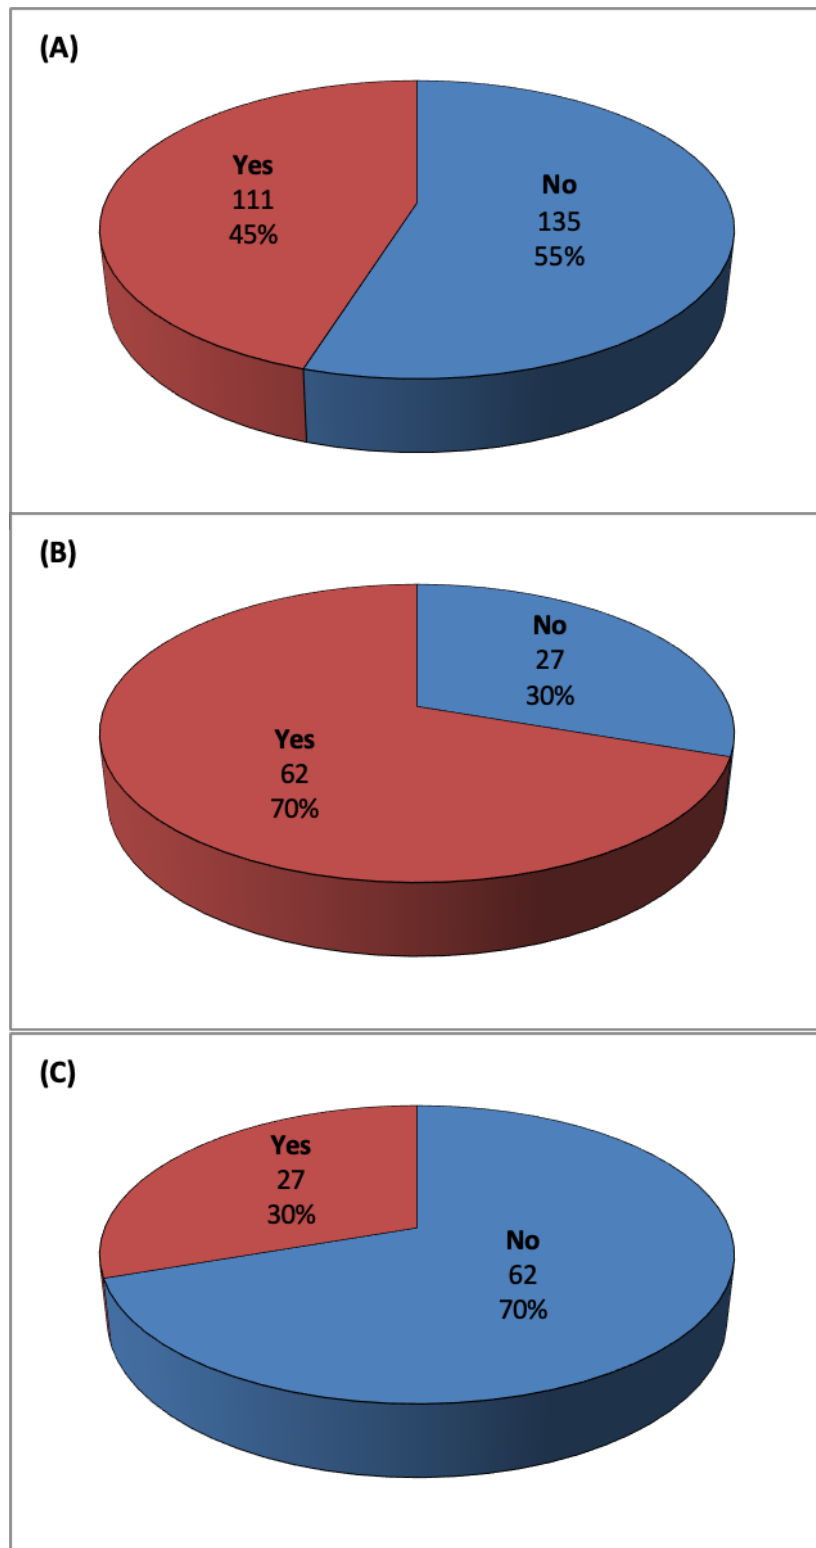 (A)
Yes
111
45%
No
135
55%
(B)
No
27
30%
Yes
62
70%
(C)
Yes
27
30%
No
62
70%